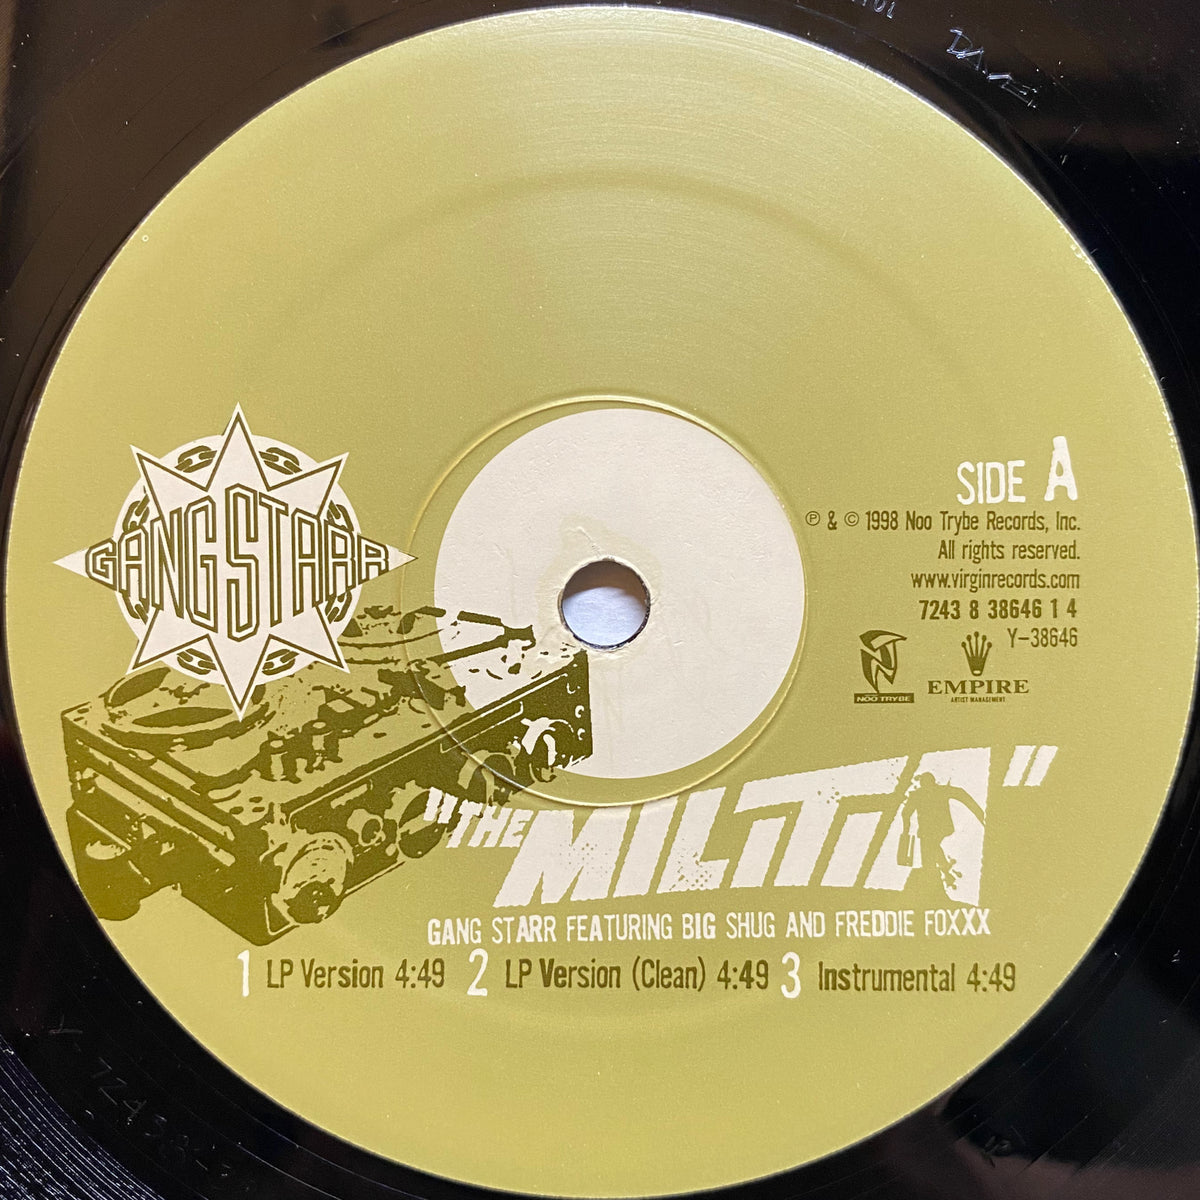 DAVE
GANG STARR
SIDE A
℗ & © 1998 Noo Trybe Records, Inc.
All rights reserved.
www.virginrecords.com
7243 8 38646 1 4
Y-38646
NOO TRYBE
EMPIRE
ARTIST MANAGEMENT
"THE MILITIA"
GANG STARR FEATURING BIG SHUG AND FREDDIE FOXXX
1 LP Version 4:49 2 LP Version (Clean) 4:49 3 Instrumental 4:49